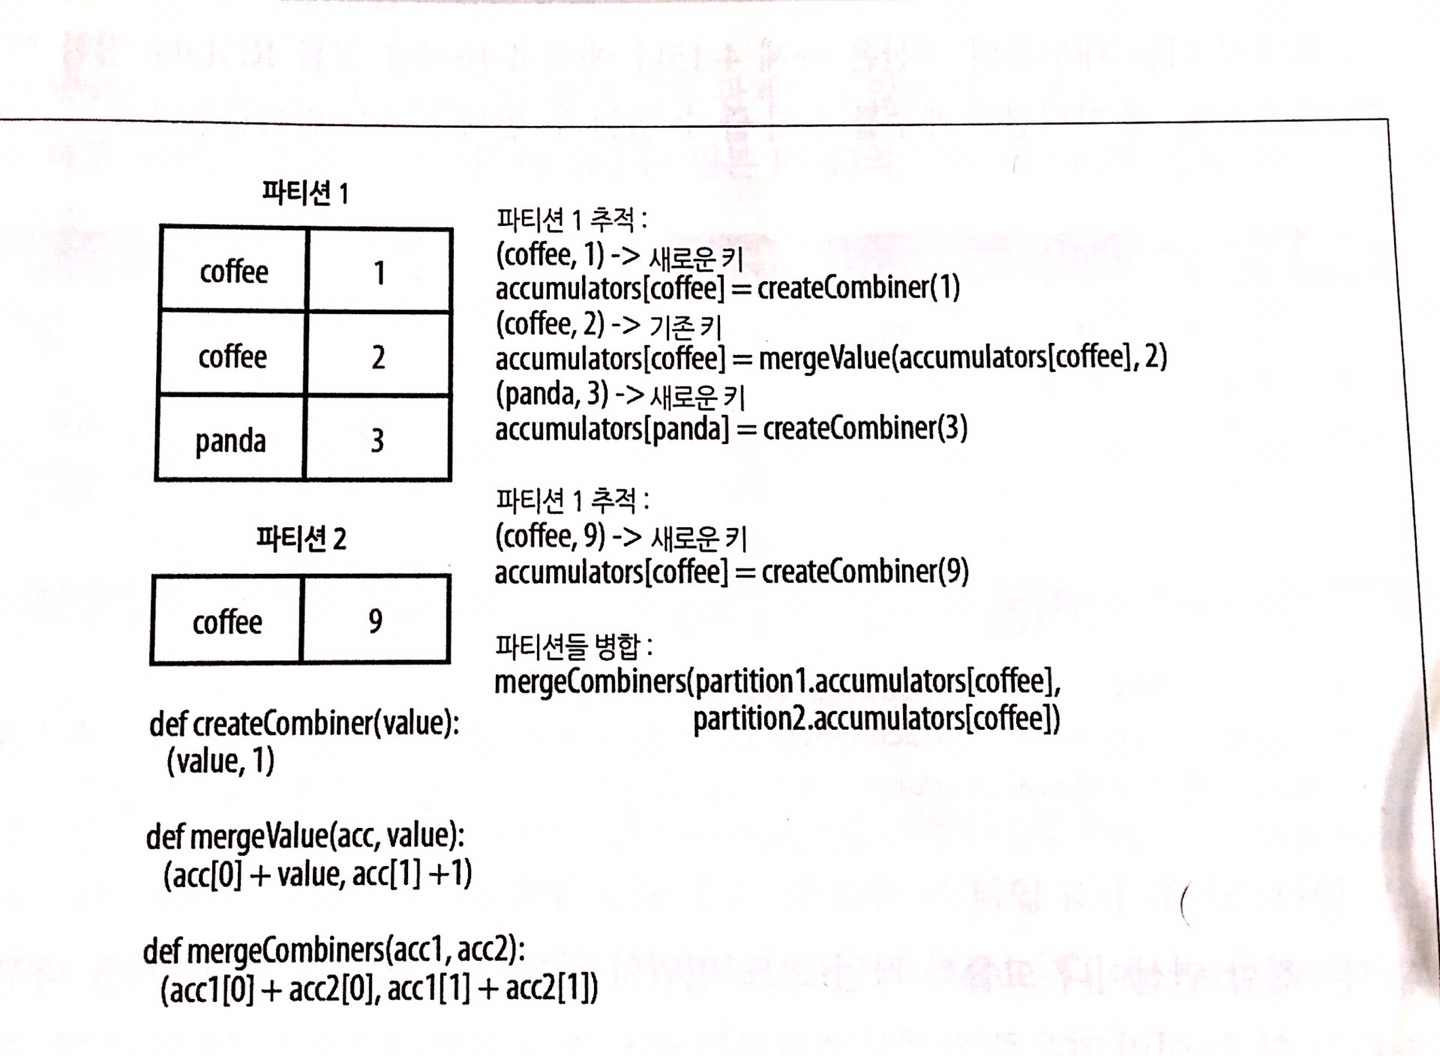 파티션 1
coffee 1
coffee 2
panda 3
파티션 2
coffee 9
def createCombiner(value):
(value, 1)
def mergeValue(acc, value):
(acc[0] + value, acc[1] +1)
def mergeCombiners(acc1, acc2):
(acc1[0] + acc2[0], acc1[1] + acc2[1])
파티션 1 추적 :
(coffee, 1) -> 새로운 키
accumulators[coffee] = createCombiner(1)
(coffee, 2) -> 기존 키
accumulators[coffee] = mergeValue(accumulators[coffee], 2)
(panda, 3) -> 새로운 키
accumulators[panda] = createCombiner(3)
파티션 1 추적 :
(coffee, 9) -> 새로운 키
accumulators[coffee] = createCombiner(9)
파티션들 병합 :
mergeCombiners(partition1.accumulators[coffee],
partition2.accumulators[coffee])